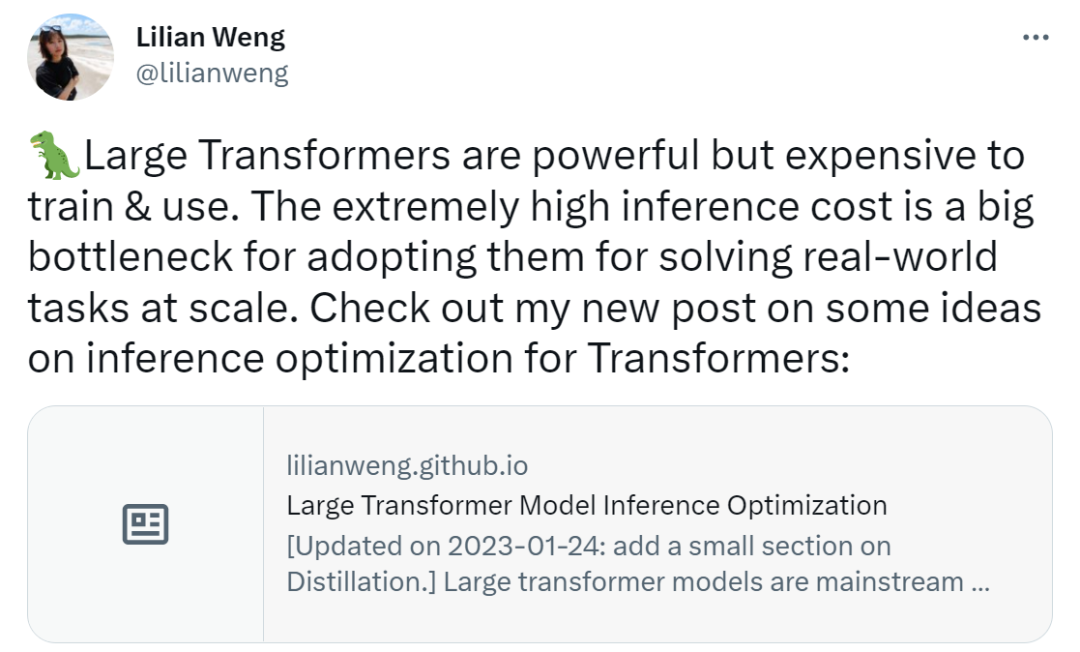 Lilian Weng
@lilianweng
🦖Large Transformers are powerful but expensive to
train & use. The extremely high inference cost is a big
bottleneck for adopting them for solving real-world
tasks at scale. Check out my new post on some ideas
on inference optimization for Transformers:
lilianweng.github.io
Large Transformer Model Inference Optimization
[Updated on 2023-01-24: add a small section on
Distillation.] Large transformer models are mainstream ...